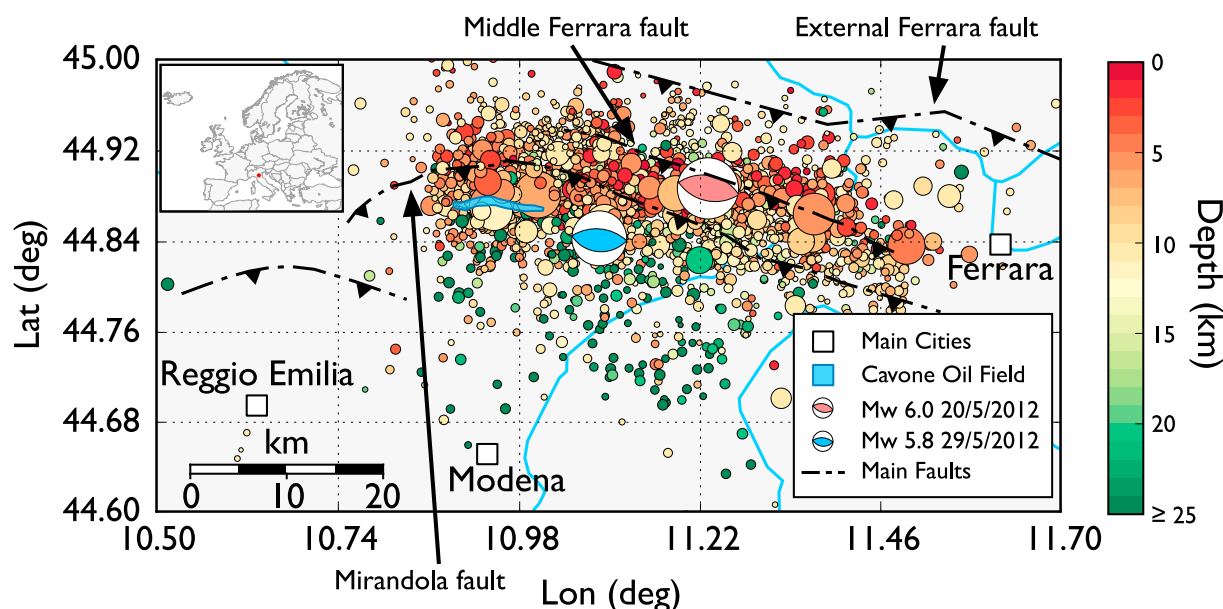 Middle Ferrara fault
External Ferrara fault
45.00
44.92
44.84
44.76
44.68
44.60
Lat (deg)
Ferrara
Reggio Emilia
Modena
km
0 10 20
Main Cities
Cavone Oil Field
Mw 6.0 20/5/2012
Mw 5.8 29/5/2012
Main Faults
10.50 10.74 10.98 11.22 11.46 11.70
Mirandola fault
Lon (deg)
0
5
10
15
20
≥ 25
Depth (km)